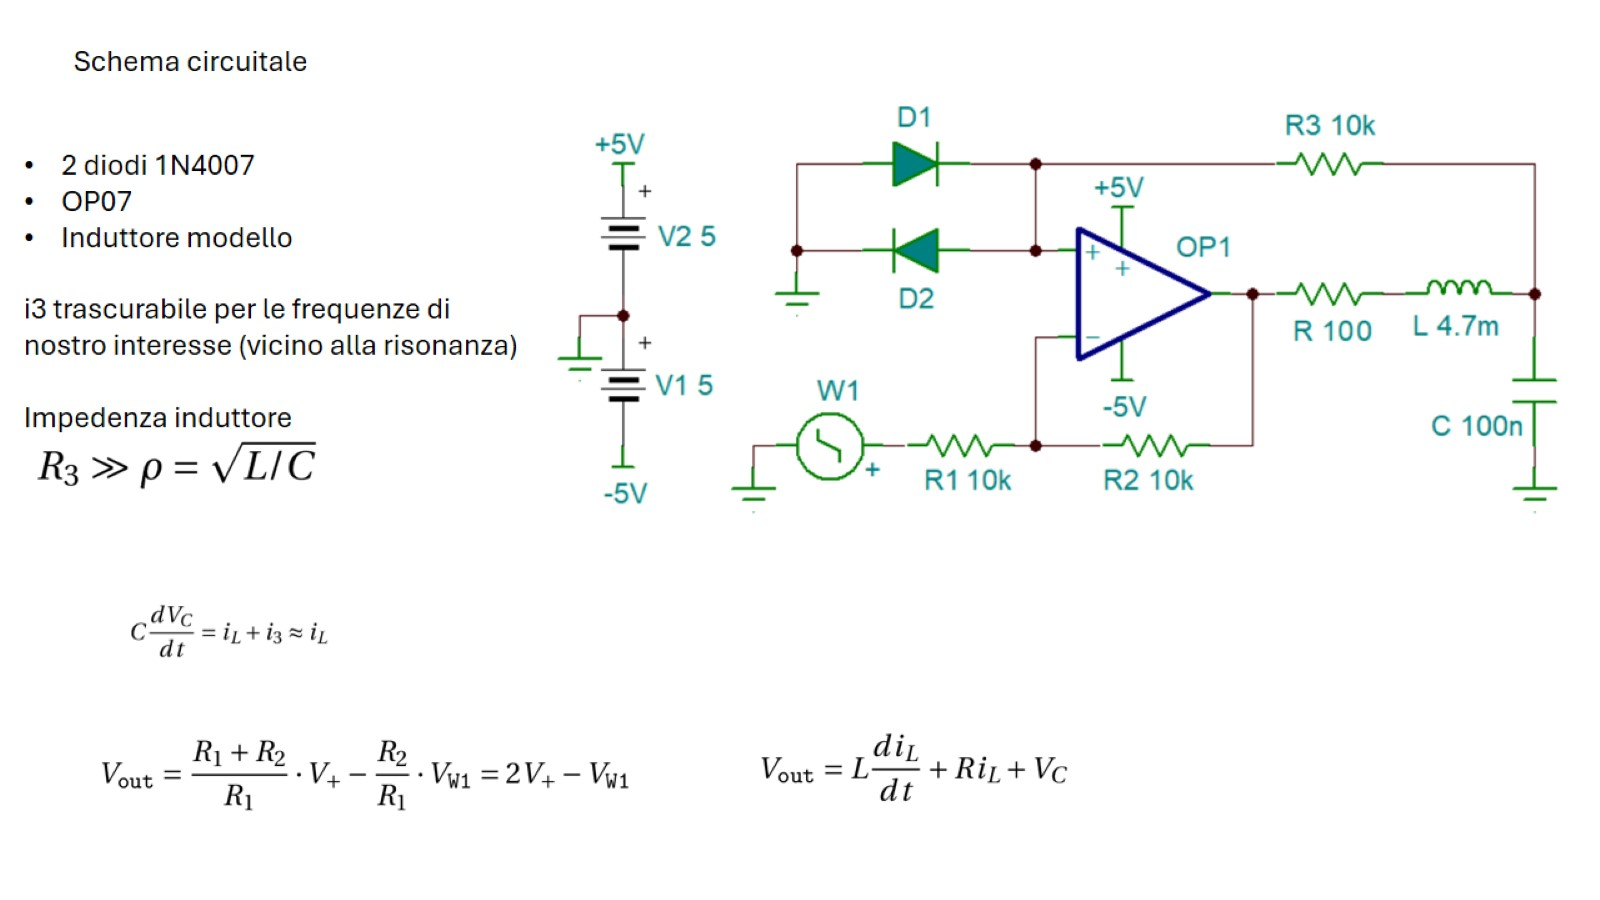 Schema circuitale
• 2 diodi 1N4007
• OP07
• Induttore modello
i3 trascurabile per le frequenze di
nostro interesse (vicino alla risonanza)
Impedenza induttore
R₃ ≫ ρ = √L/C
+5V
+
V2 5
+
V1 5
-5V
D1
D2
R3 10k
+5V
OP1
+
+
−
-5V
R 100
L 4.7m
C 100n
W1
+
R1 10k
R2 10k
C dV_C/dt = i_L + i₃ ≈ i_L
V_out = (R₁ + R₂)/R₁ · V₊ − R₂/R₁ · V_W1 = 2V₊ − V_W1
V_out = L di_L/dt + Ri_L + V_C